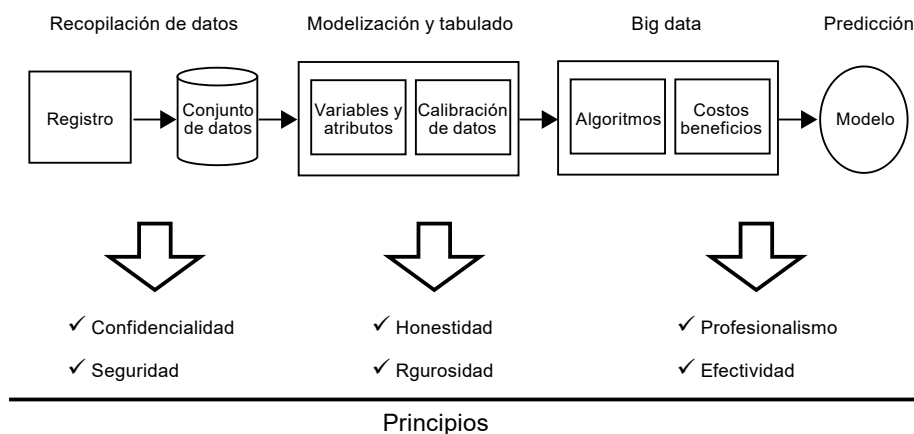 Recopilación de datos
Modelización y tabulado
Big data
Predicción
Registro
Conjunto
de datos
Variables y
atributos
Calibración
de datos
Algoritmos
Costos
beneficios
Modelo
✓ Confidencialidad
✓ Seguridad
✓ Honestidad
✓ Rgurosidad
✓ Profesionalismo
✓ Efectividad
Principios